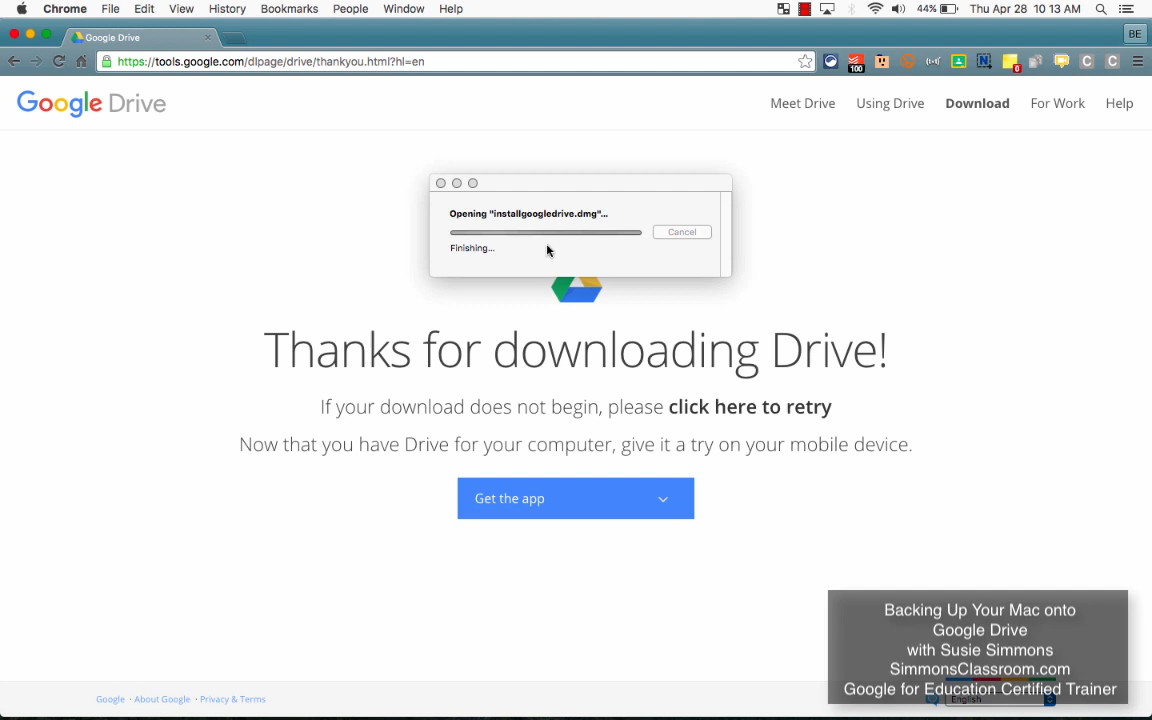 Chrome File Edit View History Bookmarks People Window Help 44% Thu Apr 28 10:13 AM
Google Drive BE
https://tools.google.com/dlpage/drive/thankyou.html?hl=en 100 N 0 C C
Google Drive Meet Drive Using Drive Download For Work Help
Opening "installgoogledrive.dmg"...
Cancel
Finishing...
Thanks for downloading Drive!
If your download does not begin, please click here to retry
Now that you have Drive for your computer, give it a try on your mobile device.
Get the app
Backing Up Your Mac onto
Google Drive
with Susie Simmons
SimmonsClassroom.com
Google for Education Certified Trainer
Google · About Google · Privacy & Terms English